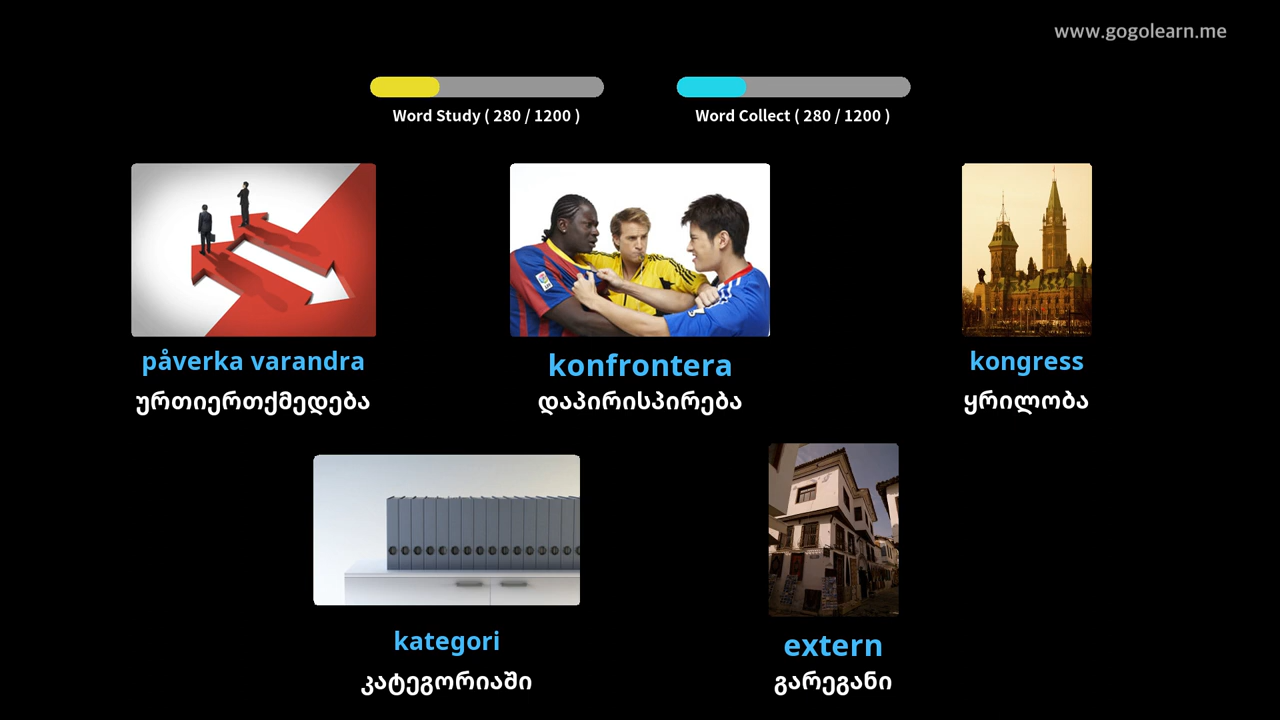 www.gogolearn.me
Word Study ( 280 / 1200 )
Word Collect ( 280 / 1200 )
påverka varandra
ურთიერთქმედება
konfrontera
დაპირისპირება
kongress
ყრილობა
kategori
კატეგორიაში
extern
გარეგანი